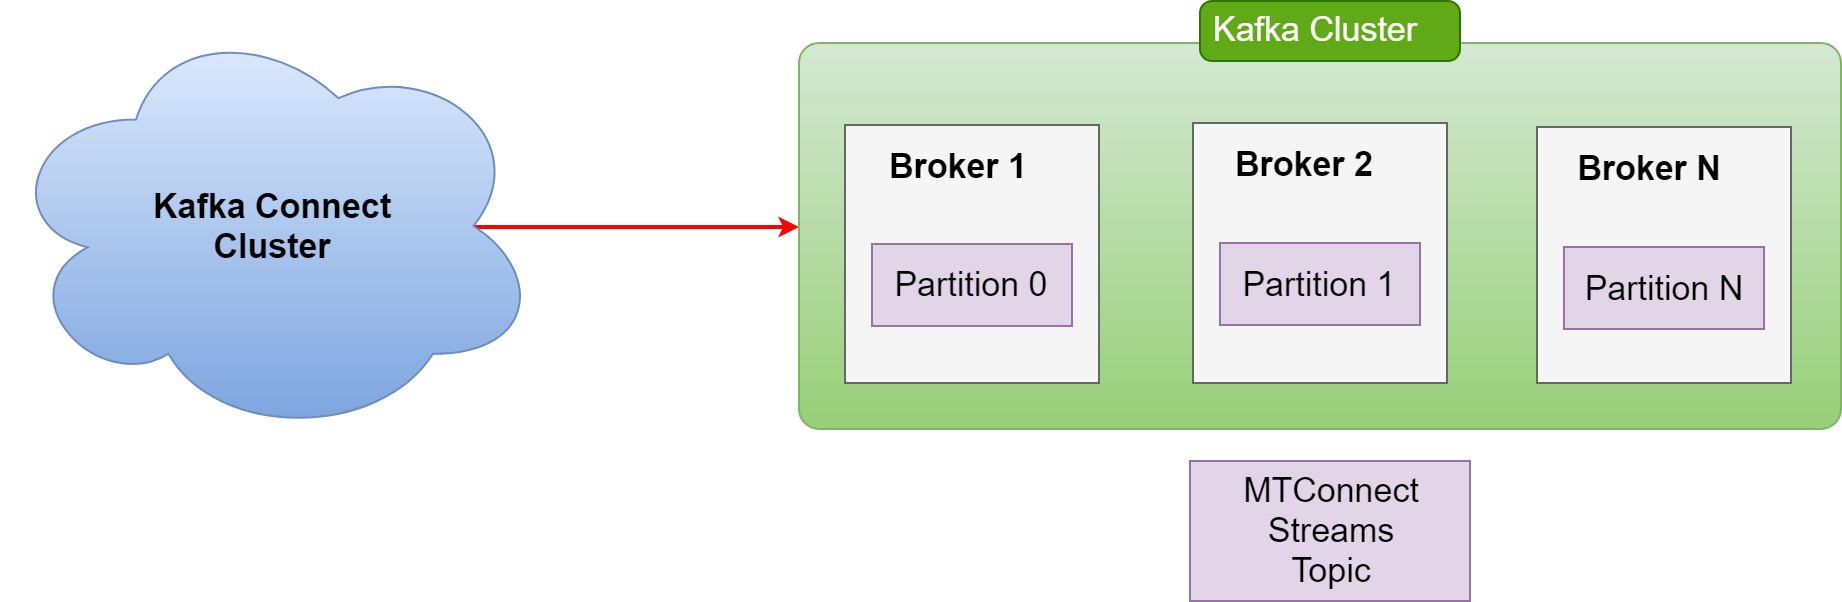 Kafka Cluster
Kafka Connect
Cluster
Broker 1
Broker 2
Broker N
Partition 0
Partition 1
Partition N
MTConnect
Streams
Topic